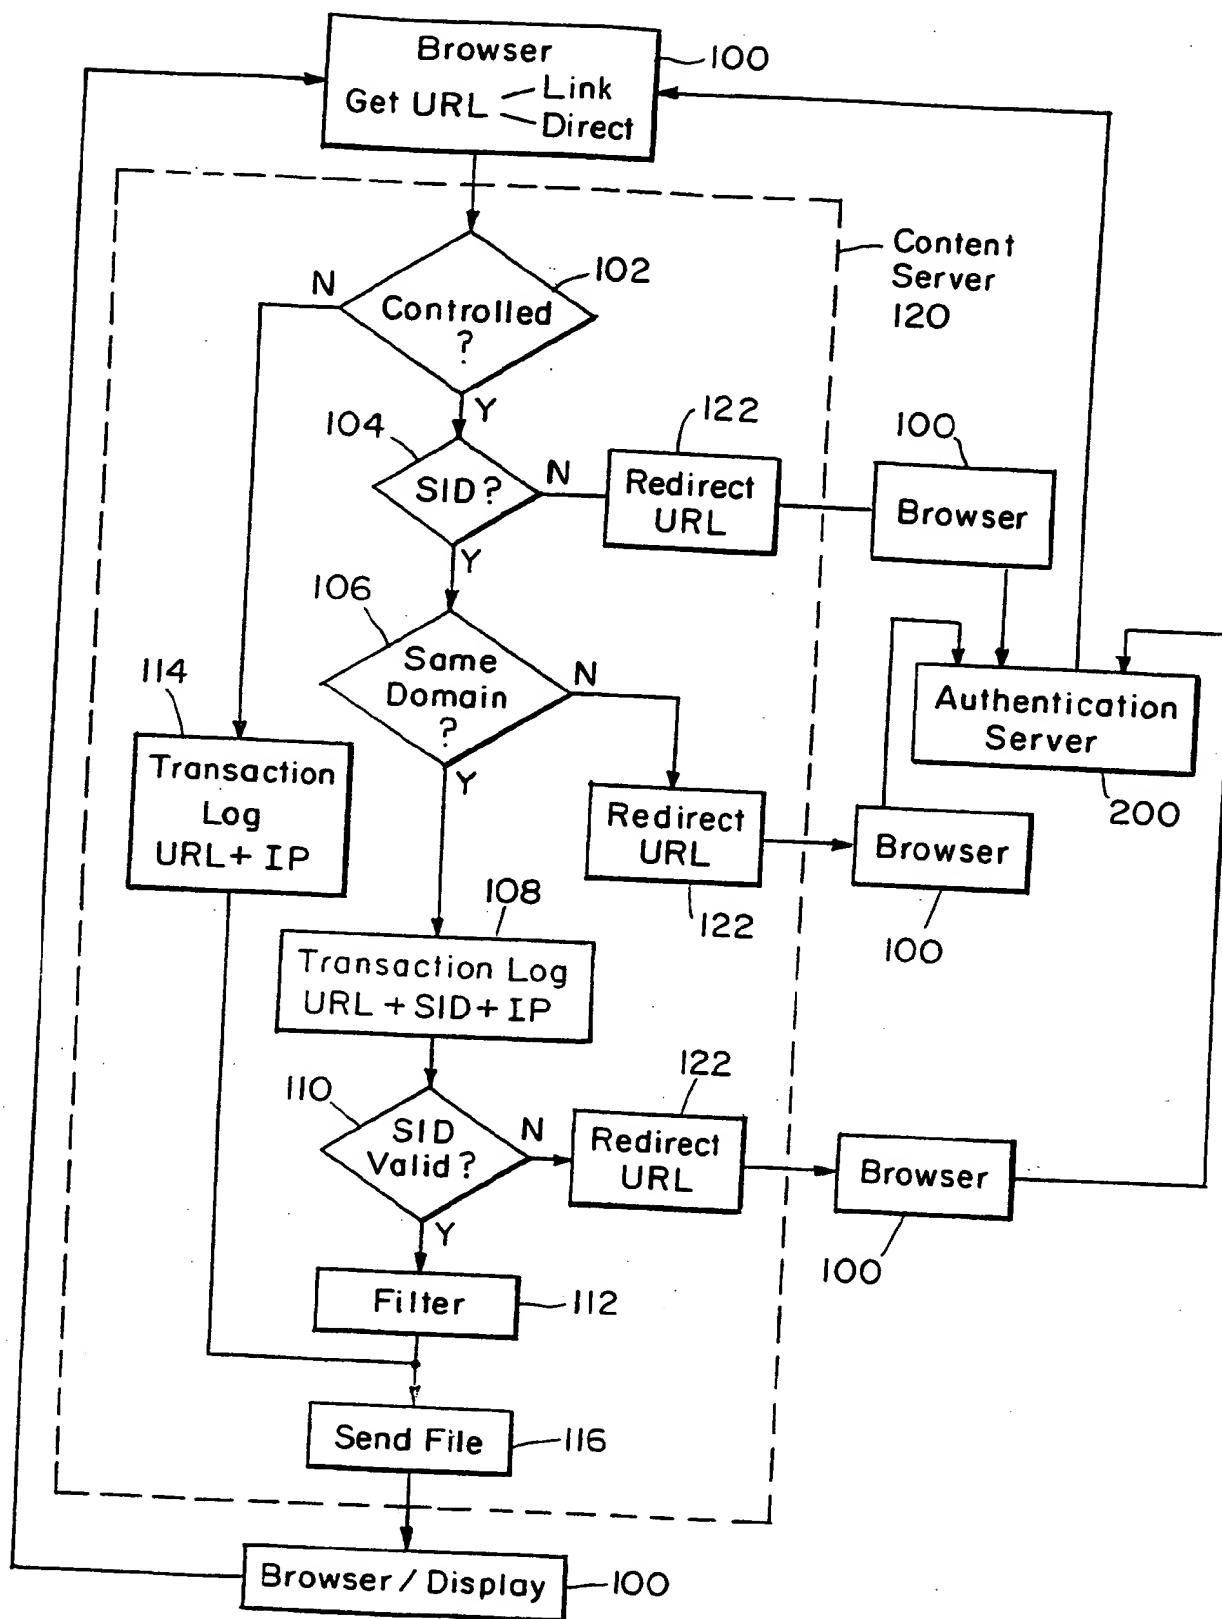 Browser
100
Get URL
Link
Direct
Content
Server
120
N
102
Controlled
?
Y
104
SID?
N
122
Redirect
URL
100
Browser
Y
106
Same
Domain
?
N
114
Transaction
Log
URL + IP
Authentication
Server
200
Y
Redirect
URL
122
Browser
100
108
Transaction Log
URL + SID + IP
110
SID
Valid?
N
122
Redirect
URL
Browser
100
Y
Filter
112
Send File
116
Browser / Display
100